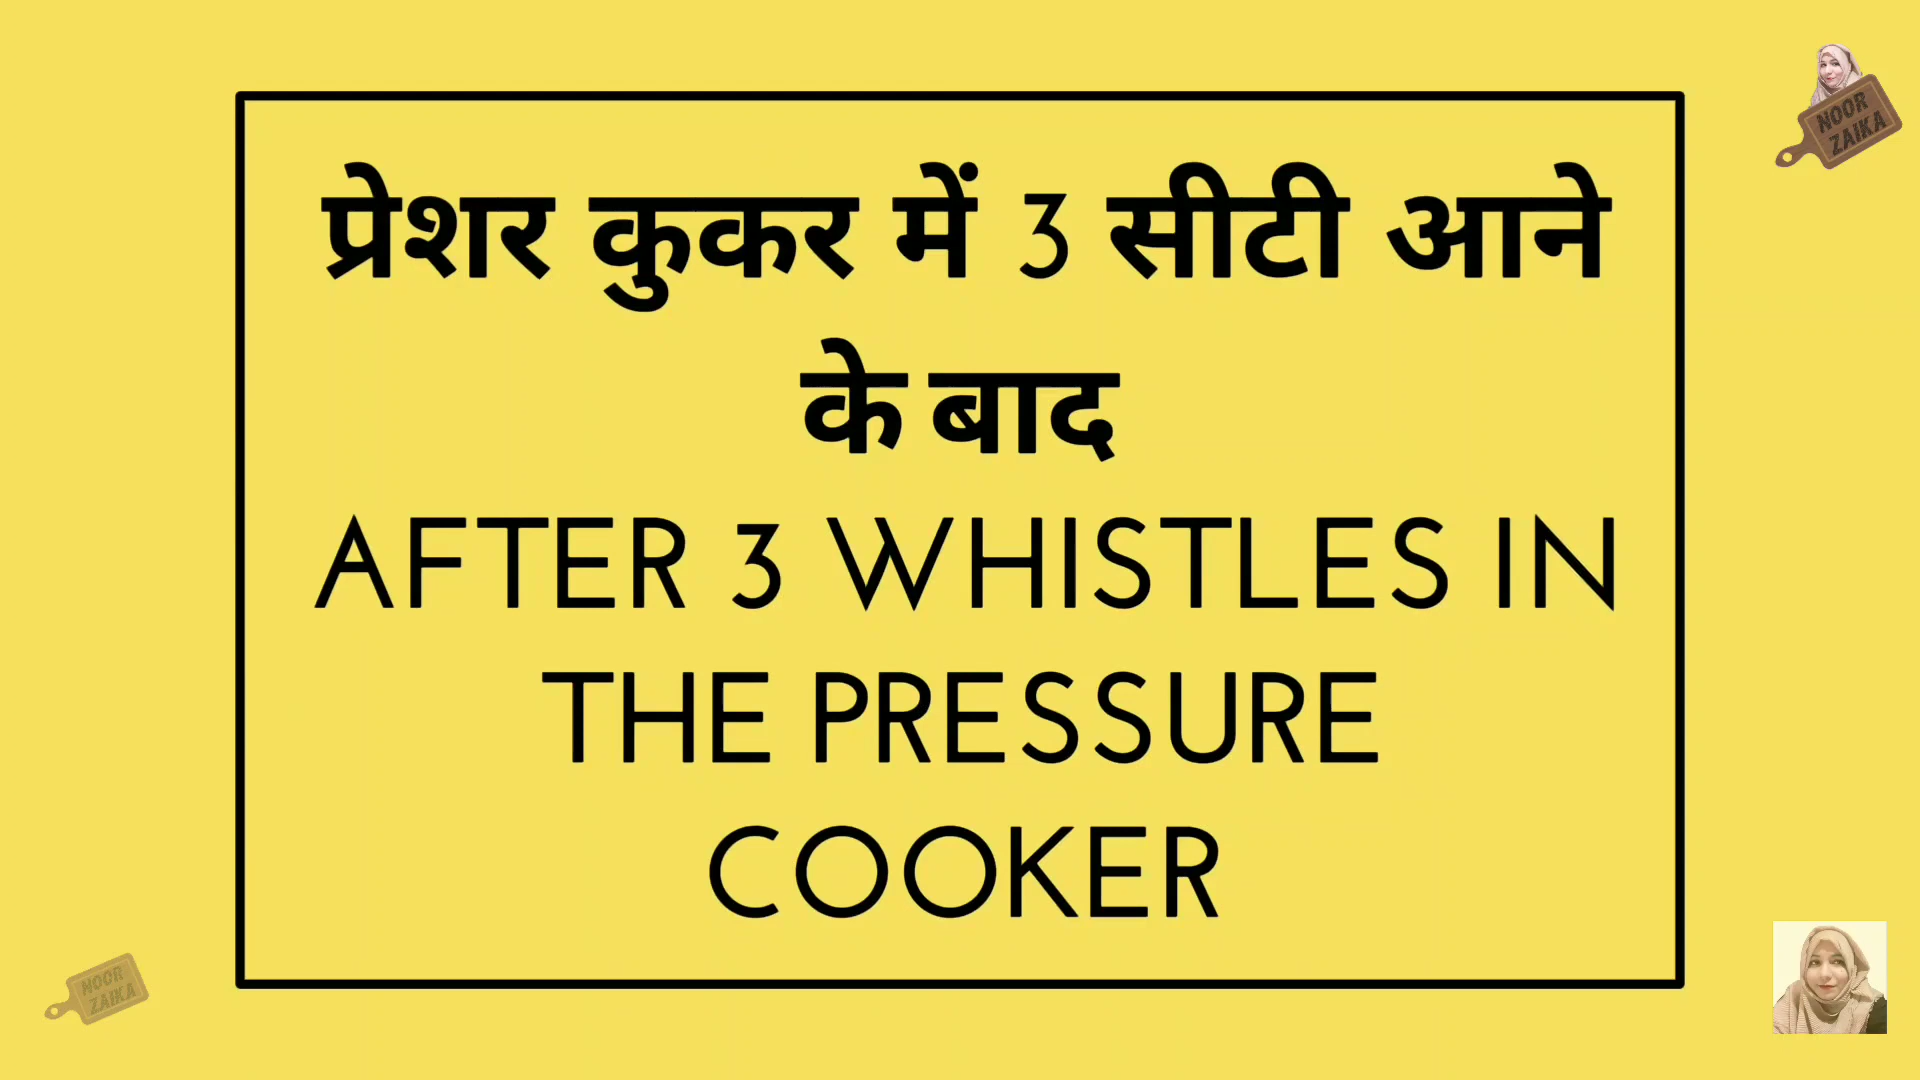 प्रेशर कुकर में 3 सीटी आने
के बाद
AFTER 3 WHISTLES IN
THE PRESSURE
COOKER
NOOR
ZAIKA
NOOR
ZAIKA